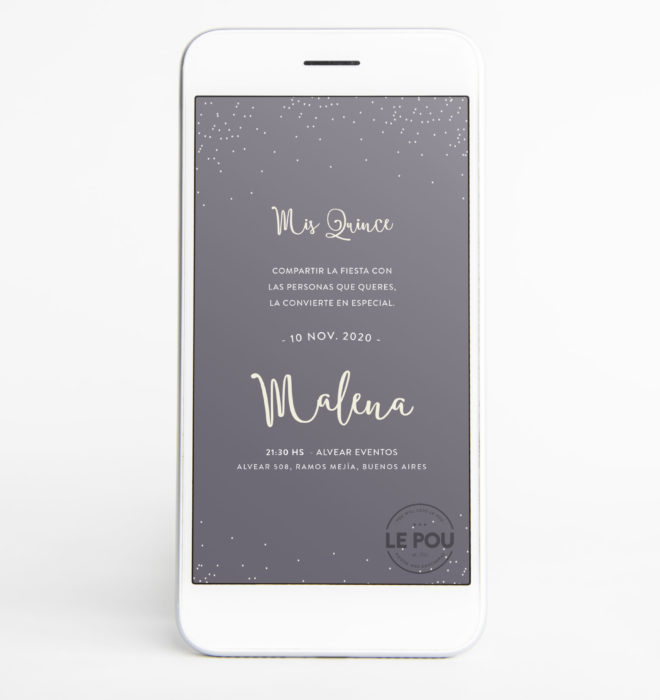 Mis Quince
COMPARTIR LA FIESTA CON
LAS PERSONAS QUE QUERES,
LA CONVIERTE EN ESPECIAL.
- 10 NOV. 2020 -
Malena
21:30 HS · ALVEAR EVENTOS
ALVEAR 508, RAMOS MEJÍA, BUENOS AIRES
LE POU